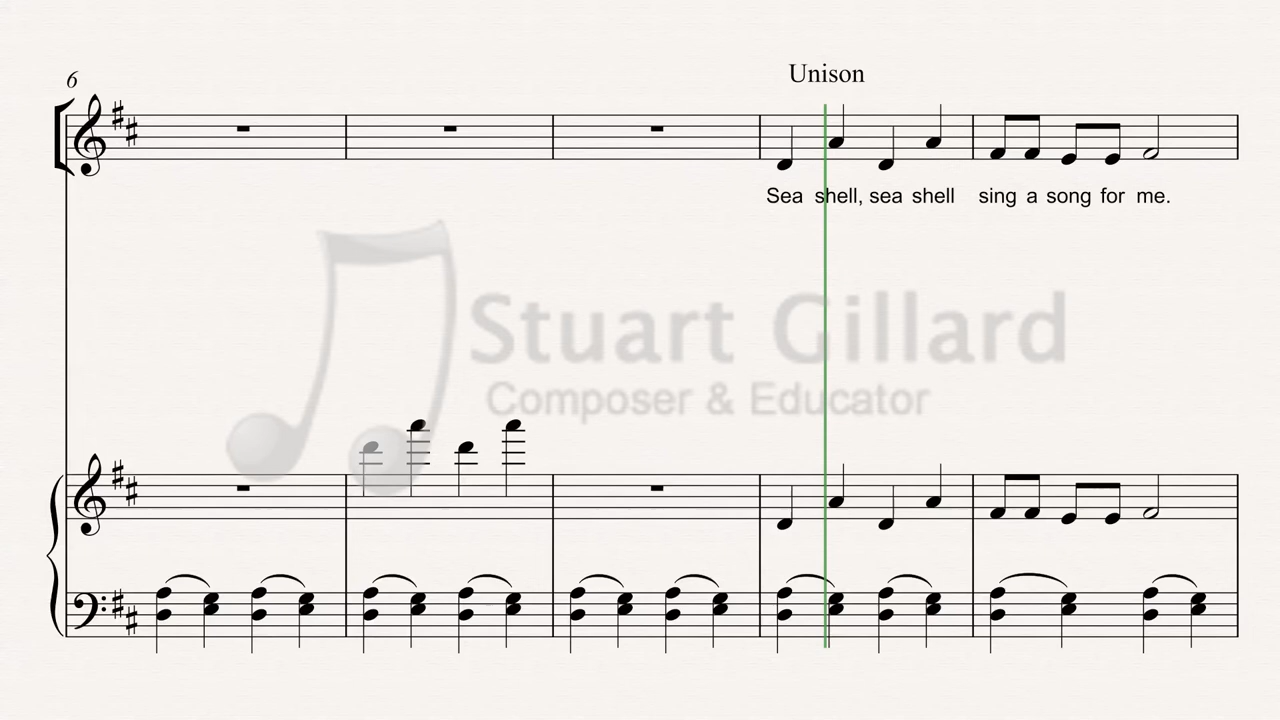 6
Unison
Sea shell, sea shell sing a song for me.
Stuart Gillard
Composer & Educator